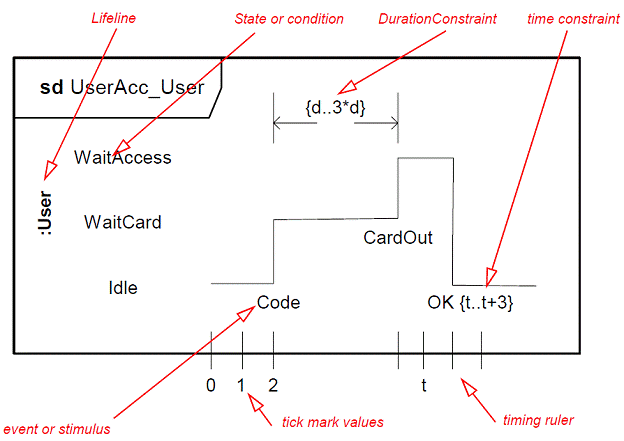 Lifeline
State or condition
DurationConstraint
time constraint
sd UserAcc_User
{d..3*d}
WaitAccess
:User
WaitCard
CardOut
Idle
Code
OK {t..t+3}
0 1 2 t
event or stimulus
tick mark values
timing ruler